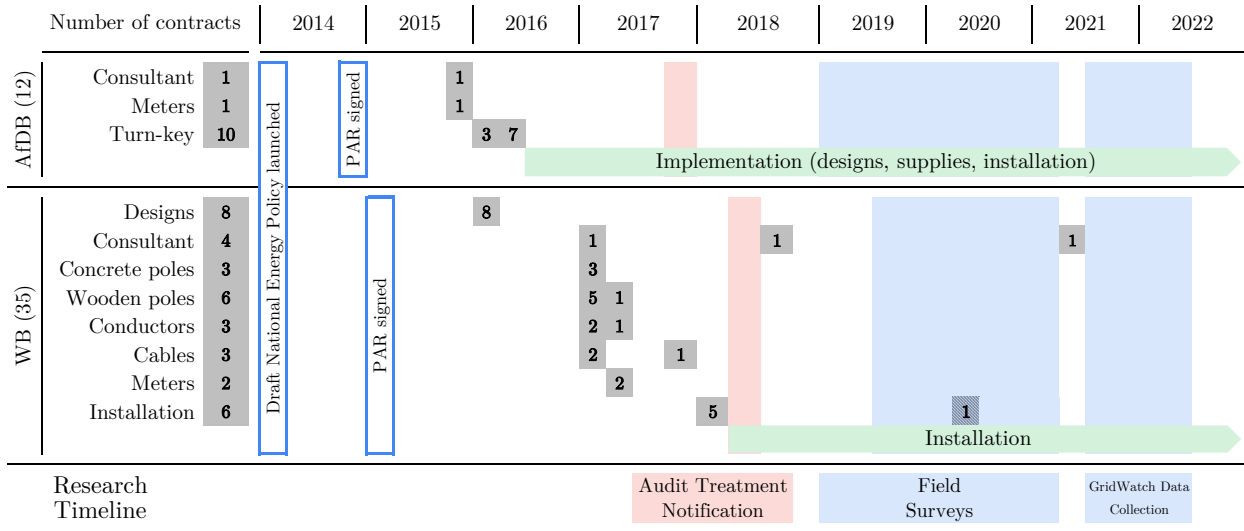 Number of contracts 2014 2015 2016 2017 2018 2019 2020 2021 2022
AfDB (12)
Consultant 1 1
Meters 1 1
Turn-key 10 3 7
Implementation (designs, supplies, installation)
Draft National Energy Policy launched
PAR signed
WB (35)
Designs 8 8
Consultant 4 1 1 1
Concrete poles 3 3
Wooden poles 6 5 1
Conductors 3 2 1
Cables 3 2 1
Meters 2 2
Installation 6 5 1
Installation
PAR signed
Research
Timeline
Audit Treatment
Notification
Field
Surveys
GridWatch Data
Collection